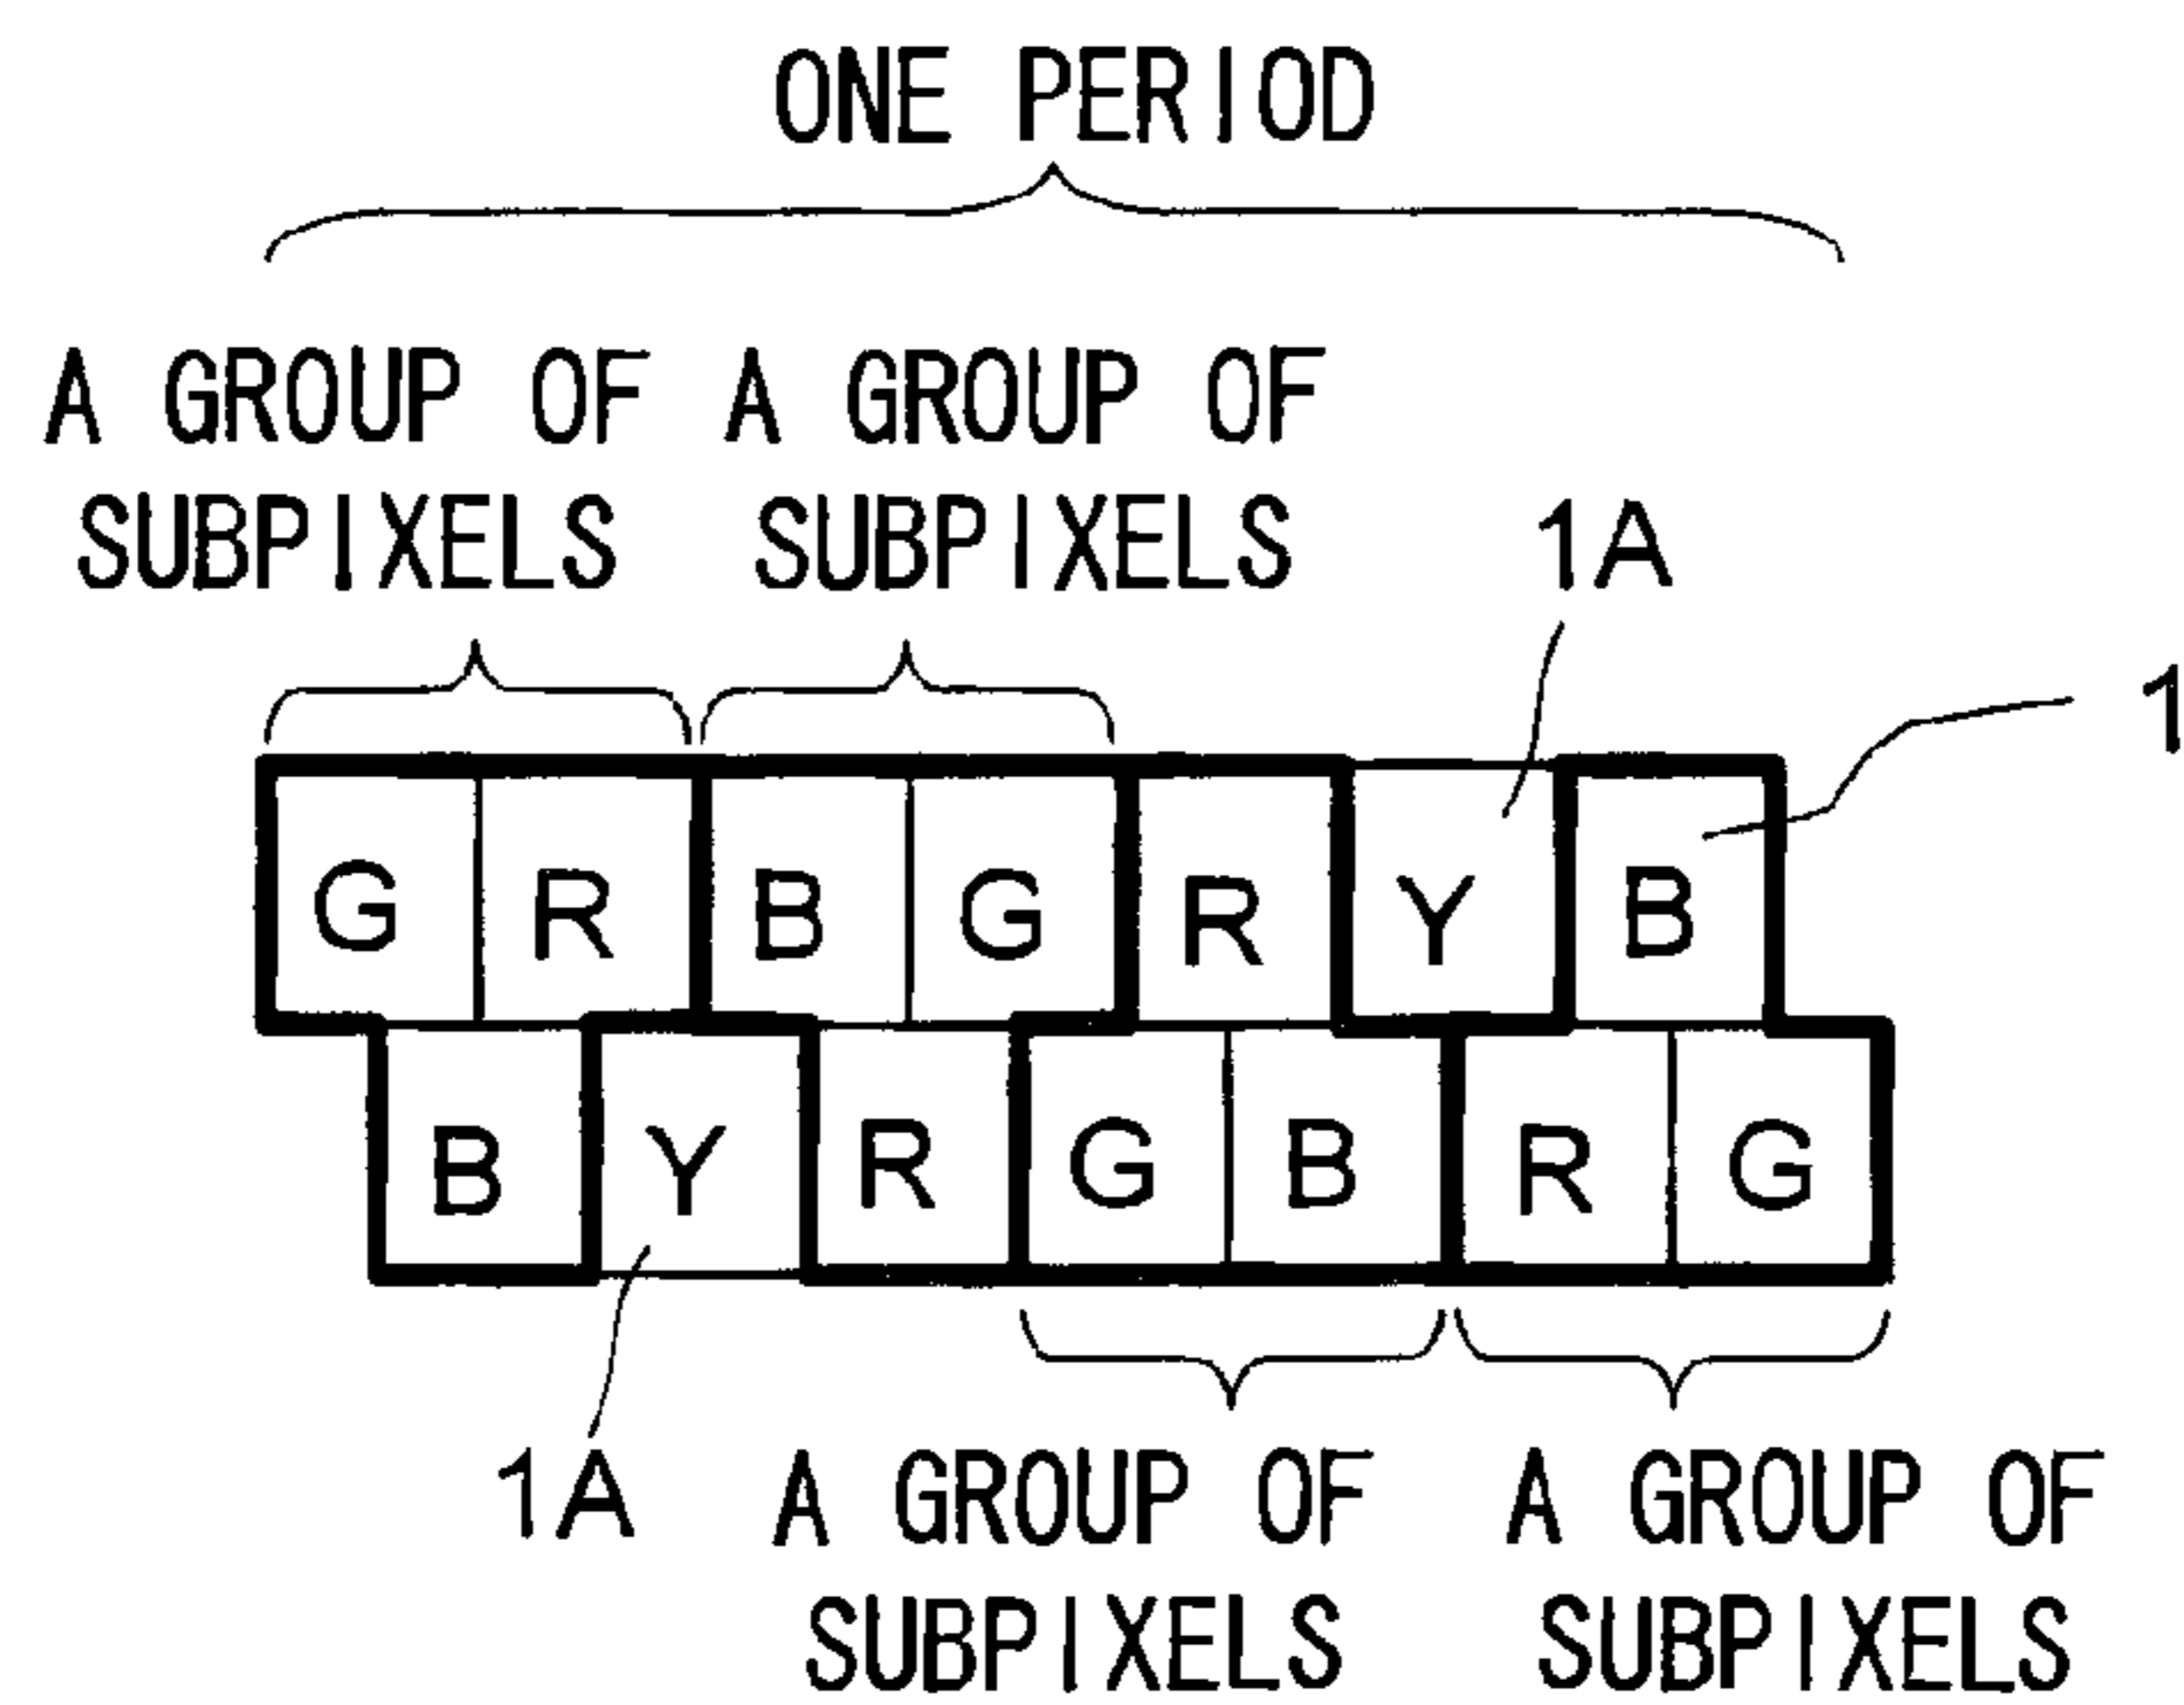 ONE PERIOD
A GROUP OF A GROUP OF
SUBPIXELS SUBPIXELS
1A
1
G R B G R Y B
B Y R G B R G
1A
A GROUP OF A GROUP OF
SUBPIXELS SUBPIXELS